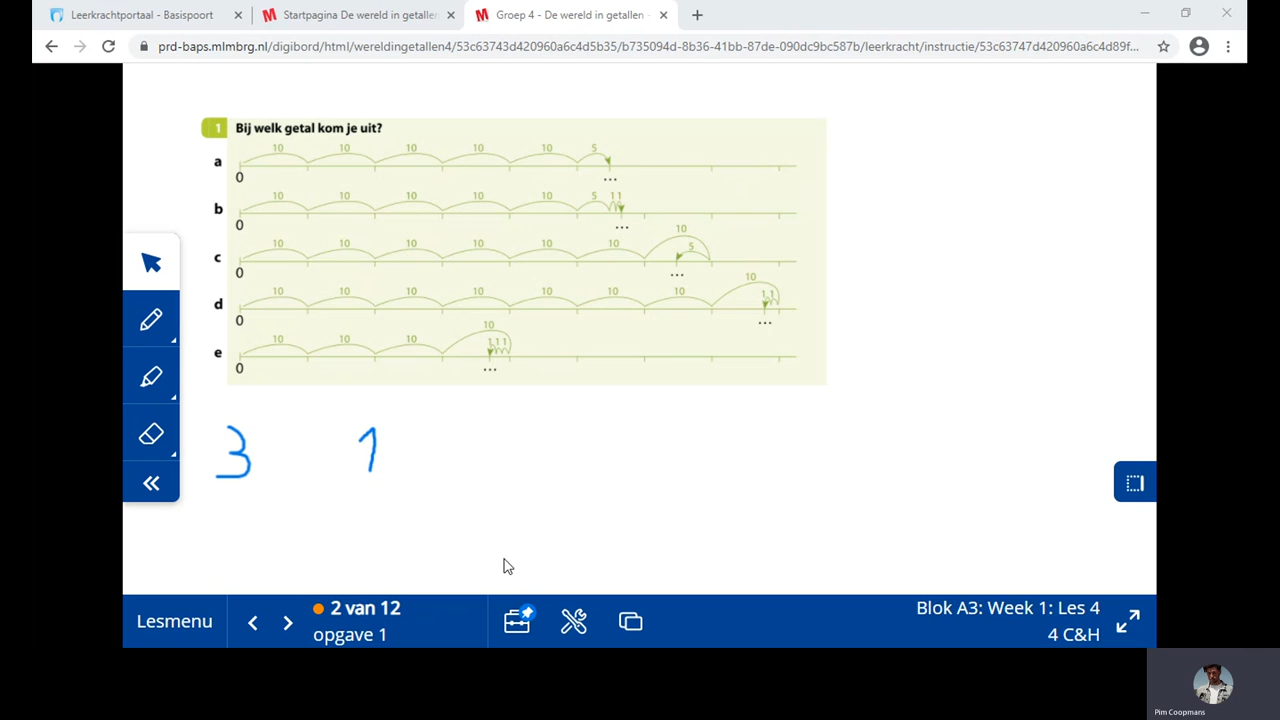 Leerkrachtportaal - Basispoort
Startpagina De wereld in getallen
Groep 4 - De wereld in getallen -
prd-baps.mlmbrg.nl/digibord/html/wereldingetallen4/53c63743d420960a6c4d5b35/b735094d-8b36-41bb-87de-090dc9bc587b/leerkracht/instructie/53c63747d420960a6c4d89f...
1 Bij welk getal kom je uit?
10 10 10 10 10 5
a
0 ...
10 10 10 10 10 5 1 1
b
0 ...
10
10 10 10 10 10 10 5
c
0 ...
10
10 10 10 10 10 10 10 1 1
d
0 ...
10
10 10 10 1 1 1
e
0 ...
3 1
Lesmenu
2 van 12
opgave 1
Blok A3: Week 1: Les 4
4 C&H
Pim Coopmans